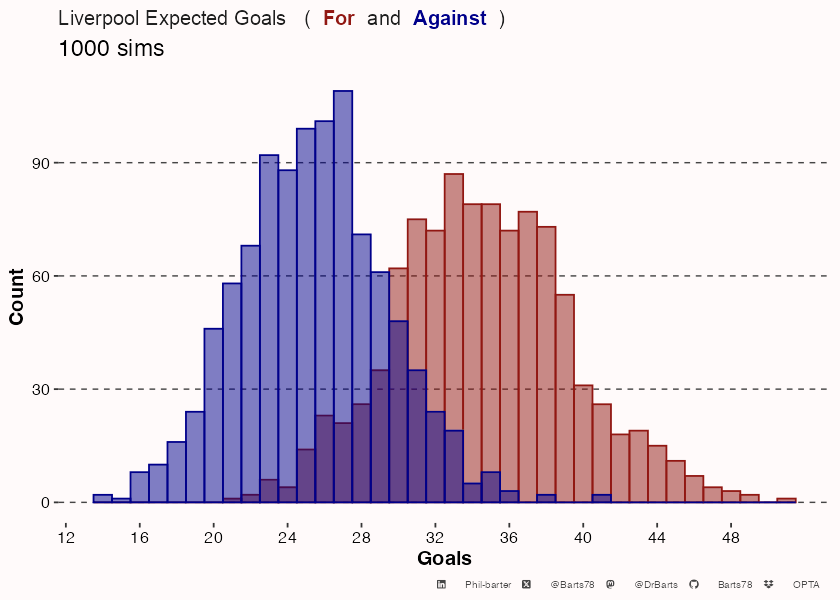 Liverpool Expected Goals ( For and Against )
1000 sims
Count
90
60
30
0
12 16 20 24 28 32 36 40 44 48
Goals
Phil-barter @Barts78 @DrBarts Barts78 OPTA